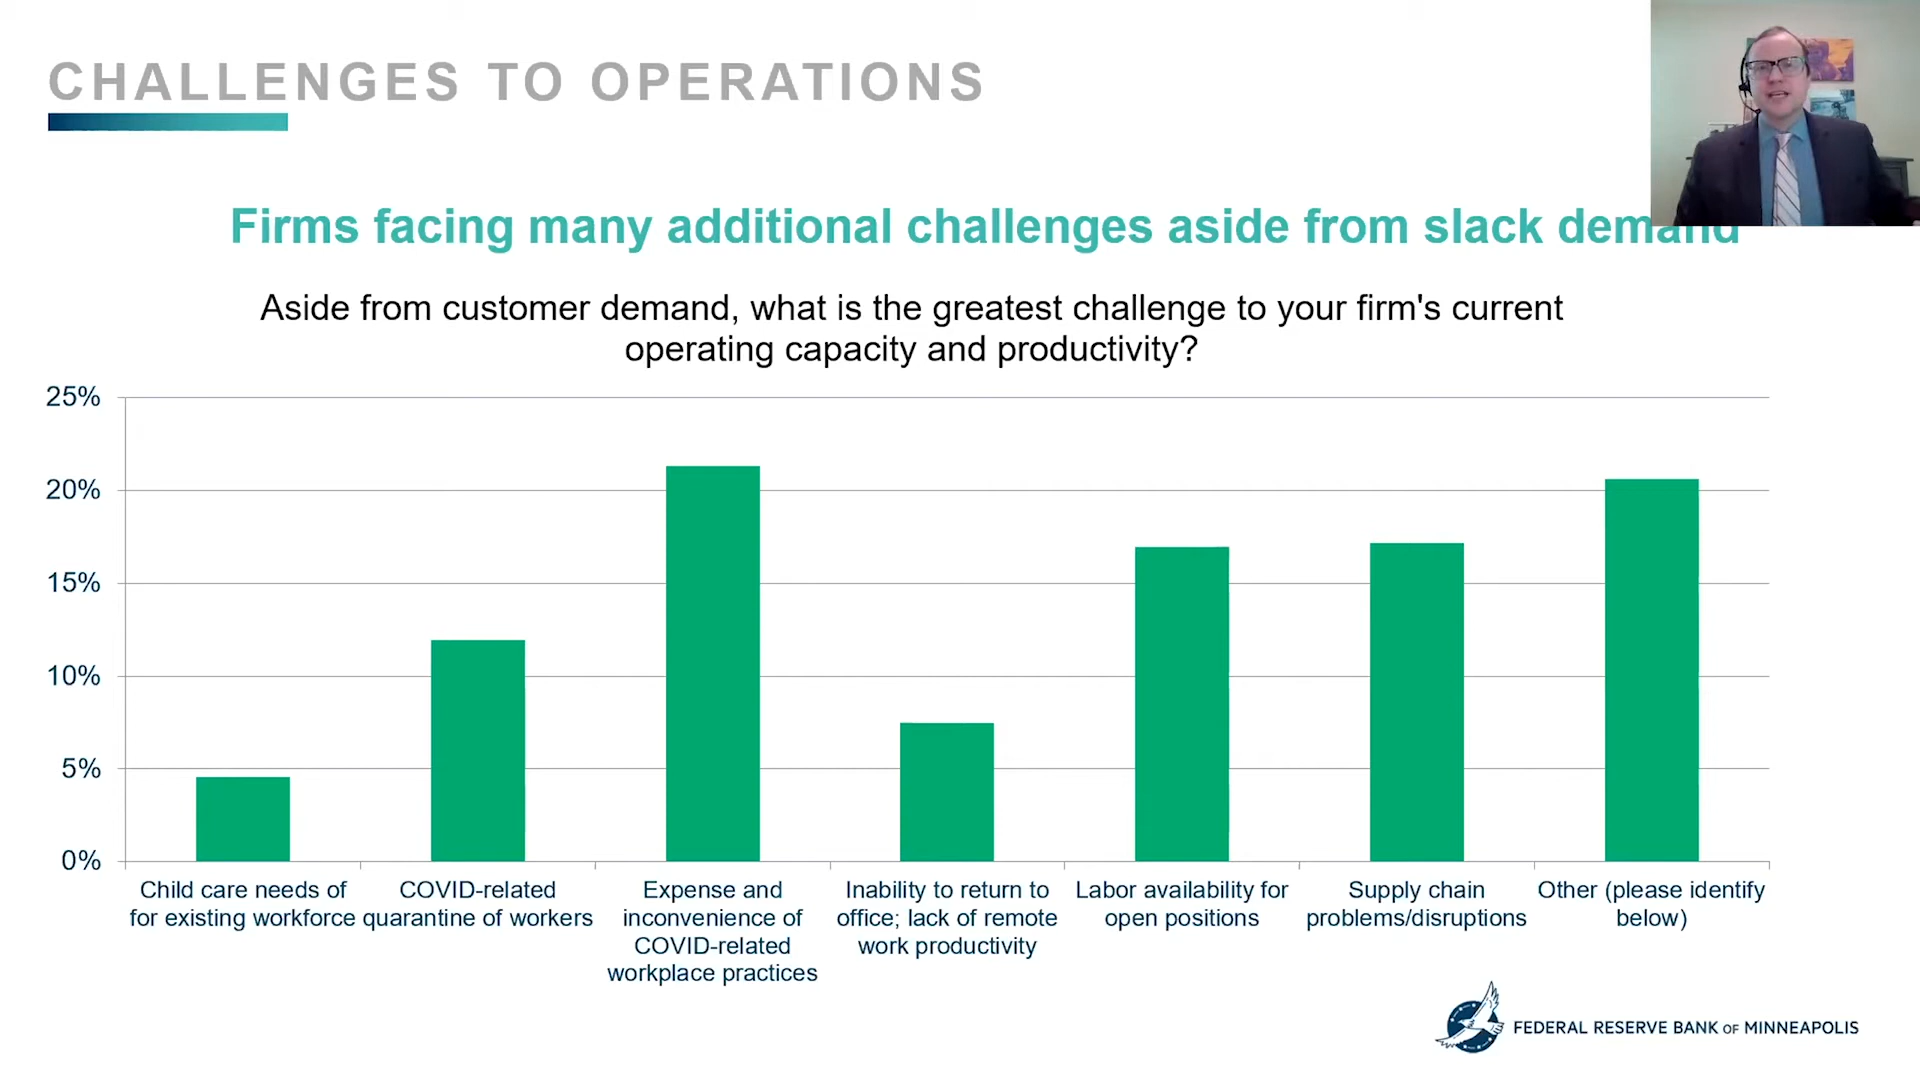 CHALLENGES TO OPERATIONS
Firms facing many additional challenges aside from slack demand
Aside from customer demand, what is the greatest challenge to your firm's current
operating capacity and productivity?
25%
20%
15%
10%
5%
0%
Child care needs of
for existing workforce
COVID-related
quarantine of workers
Expense and
inconvenience of
COVID-related
workplace practices
Inability to return to
office; lack of remote
work productivity
Labor availability for
open positions
Supply chain
problems/disruptions
Other (please identify
below)
FEDERAL RESERVE BANK OF MINNEAPOLIS